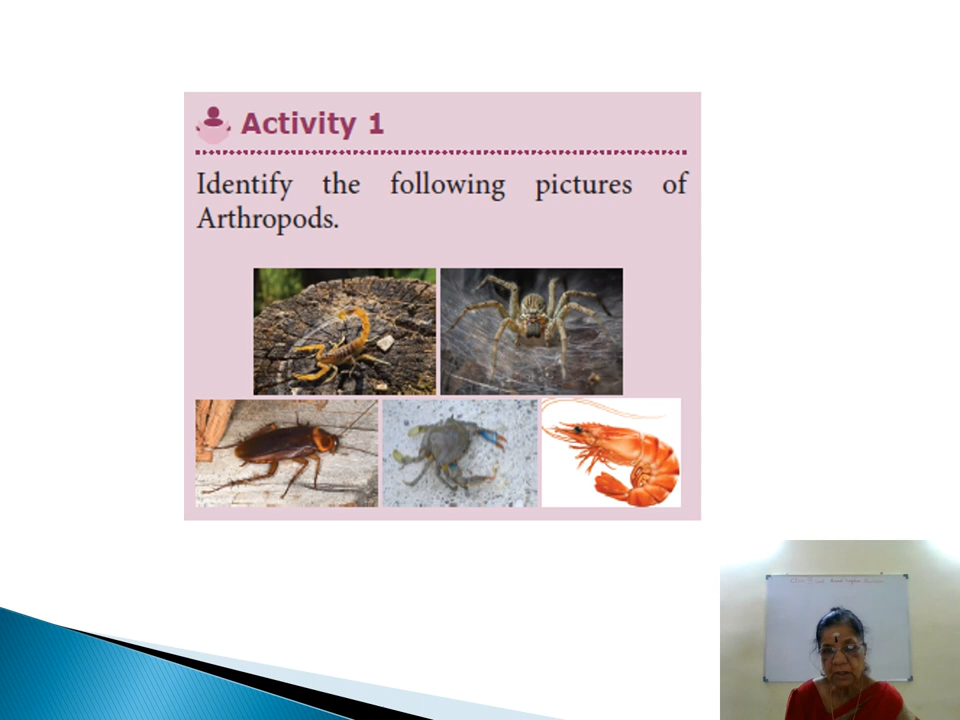 Activity 1
Identify the following pictures of
Arthropods.